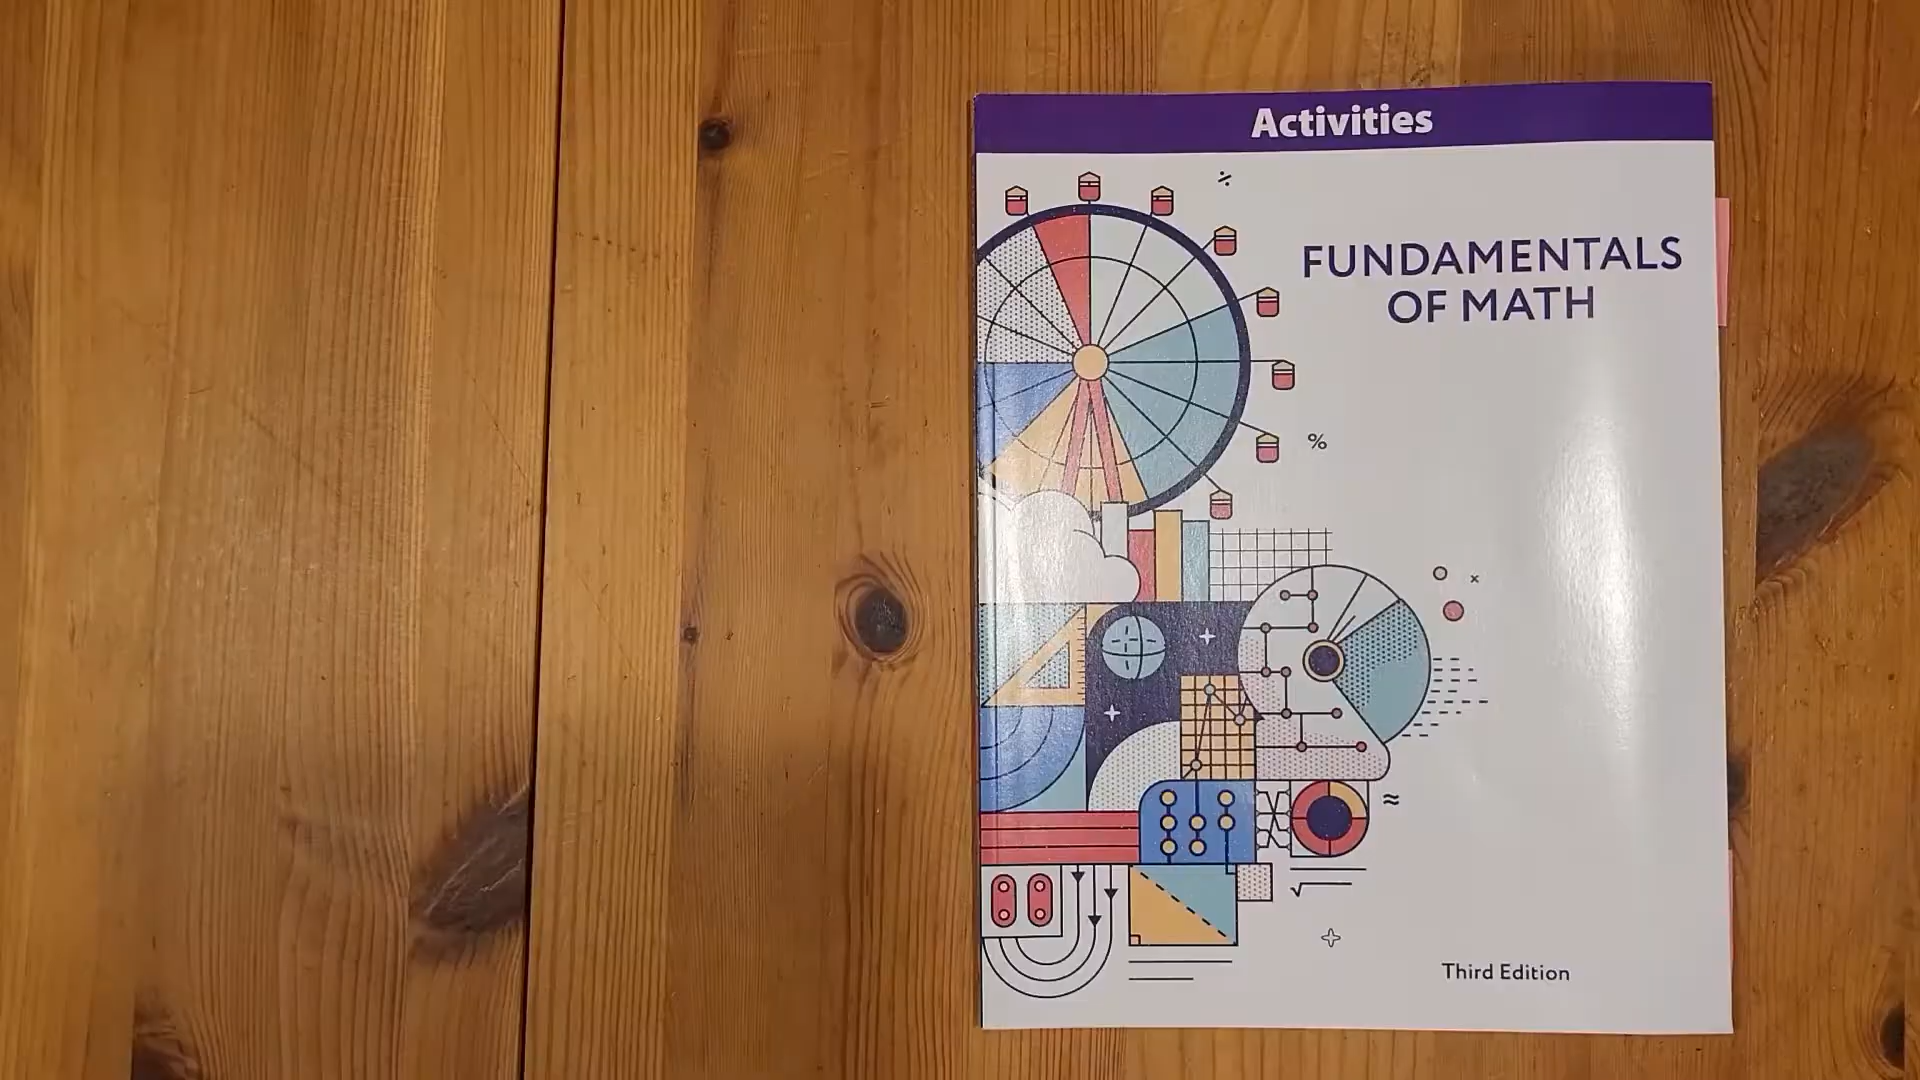 Activities
÷
FUNDAMENTALS
OF MATH
%
×
≈
√
Third Edition